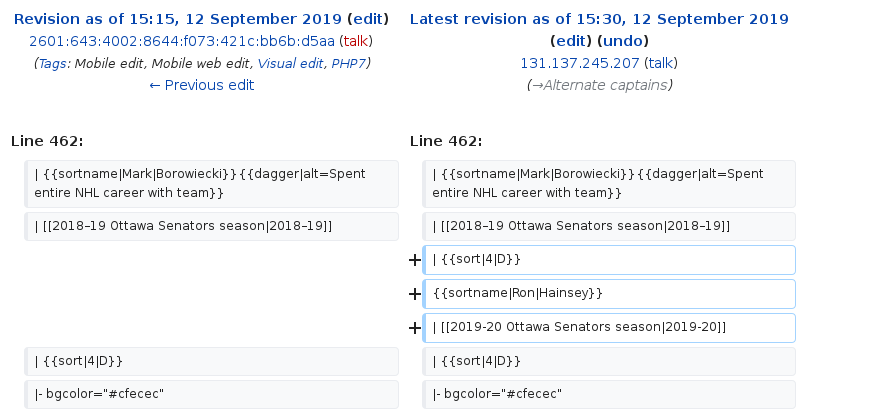 Revision as of 15:15, 12 September 2019 (edit)
2601:643:4002:8644:f073:421c:bb6b:d5aa (talk)
(Tags: Mobile edit, Mobile web edit, Visual edit, PHP7)
← Previous edit
Latest revision as of 15:30, 12 September 2019
(edit) (undo)
131.137.245.207 (talk)
(→Alternate captains)
Line 462:
Line 462:
| {{sortname|Mark|Borowiecki}}{{dagger|alt=Spent
entire NHL career with team}}
| {{sortname|Mark|Borowiecki}}{{dagger|alt=Spent
entire NHL career with team}}
| [[2018–19 Ottawa Senators season|2018–19]]
| [[2018–19 Ottawa Senators season|2018–19]]
+ | {{sort|4|D}}
+ {{sortname|Ron|Hainsey}}
+ | [[2019-20 Ottawa Senators season|2019-20]]
| {{sort|4|D}}
| {{sort|4|D}}
|- bgcolor="#cfecec"
|- bgcolor="#cfecec"